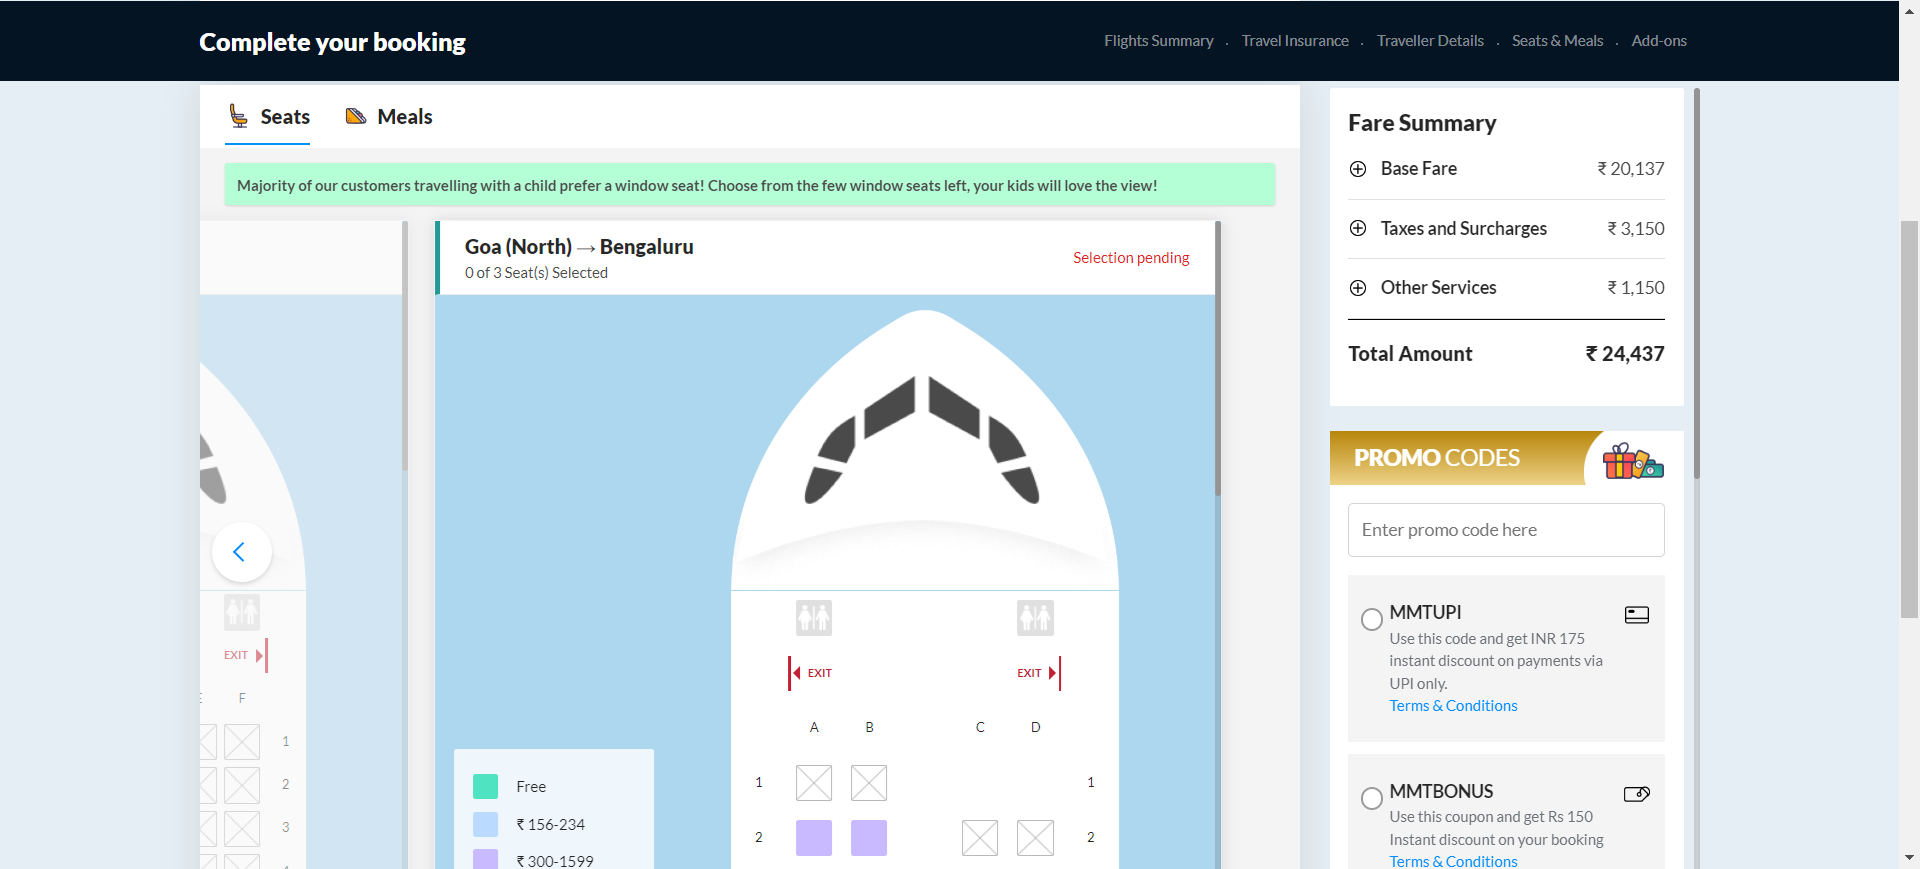 Complete your booking
Flights Summary . Travel Insurance . Traveller Details . Seats & Meals . Add-ons
Seats
Meals
Majority of our customers travelling with a child prefer a window seat! Choose from the few window seats left, your kids will love the view!
Goa (North) → Bengaluru
0 of 3 Seat(s) Selected
Selection pending
EXIT
F
1
2
3
EXIT
EXIT
A B C D
1 1
2 2
Free
₹ 156-234
₹ 300-1599
Fare Summary
Base Fare ₹ 20,137
Taxes and Surcharges ₹ 3,150
Other Services ₹ 1,150
Total Amount ₹ 24,437
PROMO CODES
Enter promo code here
MMTUPI
Use this code and get INR 175
instant discount on payments via
UPI only.
Terms & Conditions
MMTBONUS
Use this coupon and get Rs 150
Instant discount on your booking
Terms & Conditions